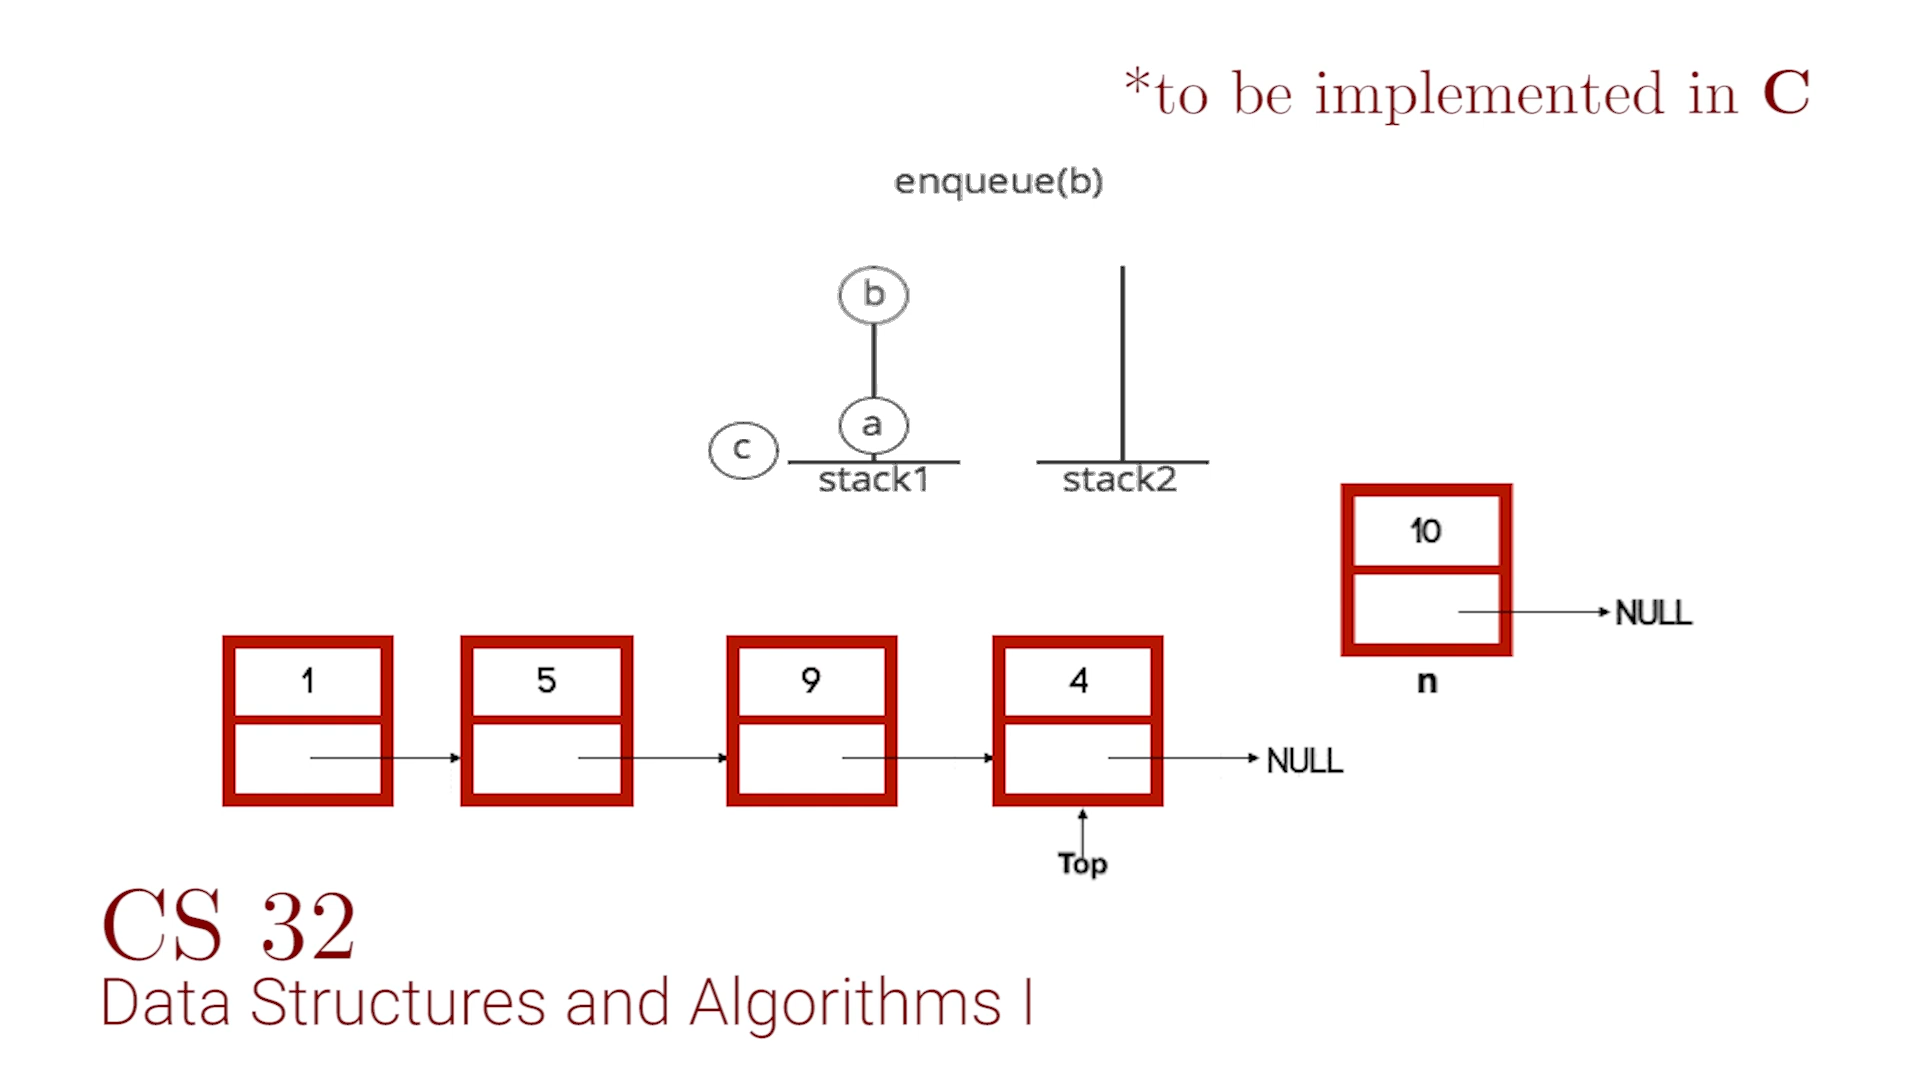 *to be implemented in C
enqueue(b)
b
a
c
stack1
stack2
10
NULL
n
1
5
9
4
NULL
Top
CS 32
Data Structures and Algorithms I